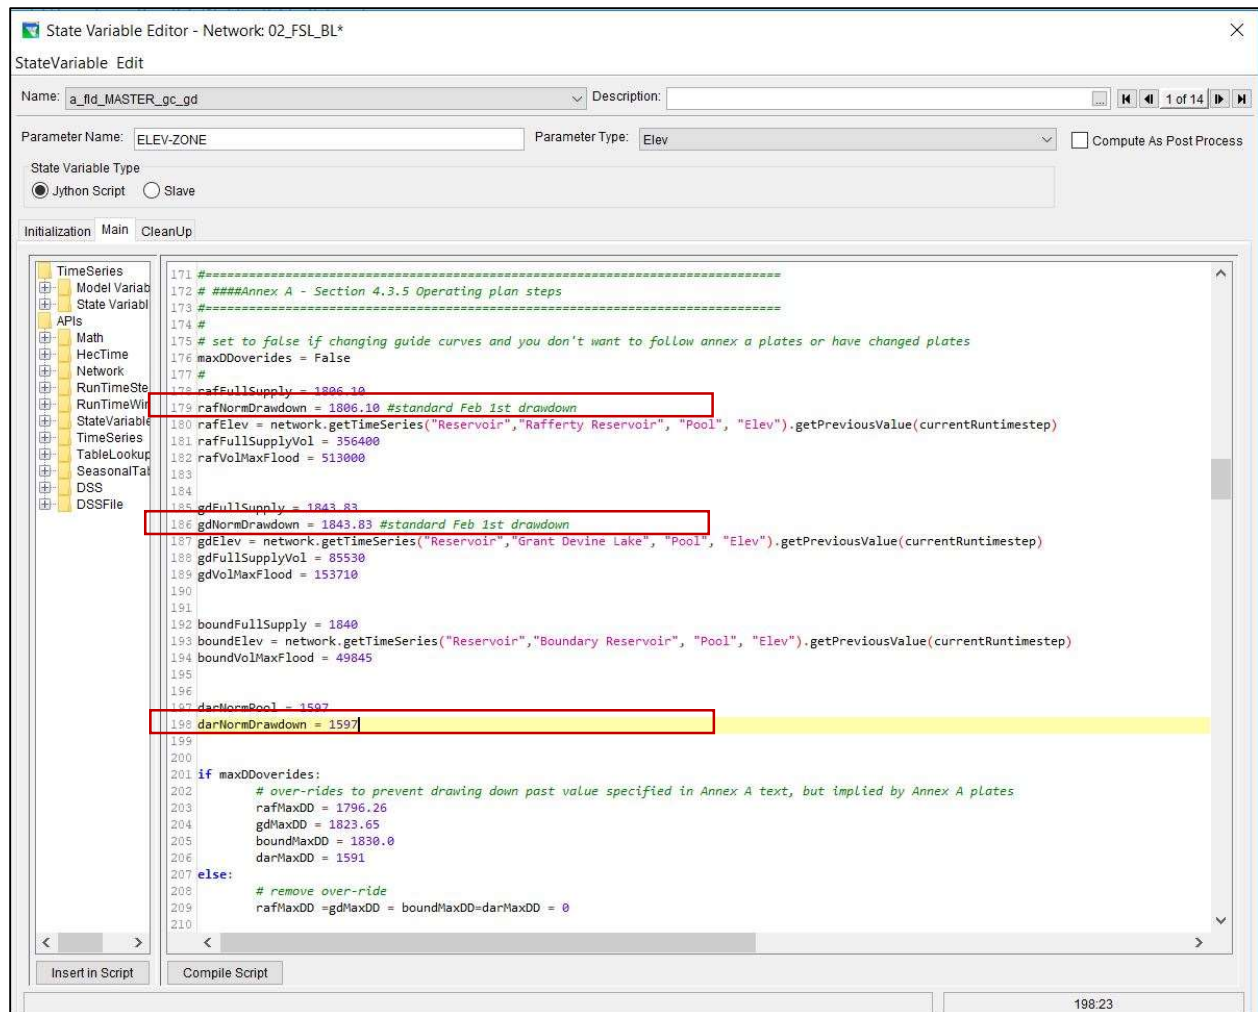 State Variable Editor - Network: 02_FSL_BL*
StateVariable Edit
Name: a_fld_MASTER_gc_gd Description: ... 1 of 14
Parameter Name: ELEV-ZONE Parameter Type: Elev Compute As Post Process
State Variable Type
Jython Script Slave
Initialization Main CleanUp
TimeSeries
Model Variab
State Variabl
APIs
Math
HecTime
Network
RunTimeSte
RunTimeWir
StateVariable
TimeSeries
TableLookup
SeasonalTab
DSS
DSSFile
171 #================================================================================
172 # ####Annex A - Section 4.3.5 Operating plan steps
173 #================================================================================
174 #
175 # set to false if changing guide curves and you don't want to follow annex a plates or have changed plates
176 maxDDoverides = False
177 #
178 rafFullSupply = 1806.10
179 rafNormDrawdown = 1806.10 #standard Feb 1st drawdown
180 rafElev = network.getTimeSeries("Reservoir","Rafferty Reservoir", "Pool", "Elev").getPreviousValue(currentRuntimestep)
181 rafFullSupplyVol = 356400
182 rafVolMaxFlood = 513000
183
184
185 gdFullSupply = 1843.83
186 gdNormDrawdown = 1843.83 #standard Feb 1st drawdown
187 gdElev = network.getTimeSeries("Reservoir","Grant Devine Lake", "Pool", "Elev").getPreviousValue(currentRuntimestep)
188 gdFullSupplyVol = 85530
189 gdVolMaxFlood = 153710
190
191
192 boundFullSupply = 1840
193 boundElev = network.getTimeSeries("Reservoir","Boundary Reservoir", "Pool", "Elev").getPreviousValue(currentRuntimestep)
194 boundVolMaxFlood = 49845
195
196
197 darNormPool = 1597
198 darNormDrawdown = 1597
199
200
201 if maxDDoverides:
202 # over-rides to prevent drawing down past value specified in Annex A text, but implied by Annex A plates
203 rafMaxDD = 1796.26
204 gdMaxDD = 1823.65
205 boundMaxDD = 1830.0
206 darMaxDD = 1591
207 else:
208 # remove over-ride
209 rafMaxDD =gdMaxDD = boundMaxDD=darMaxDD = 0
210
Insert in Script Compile Script
198:23